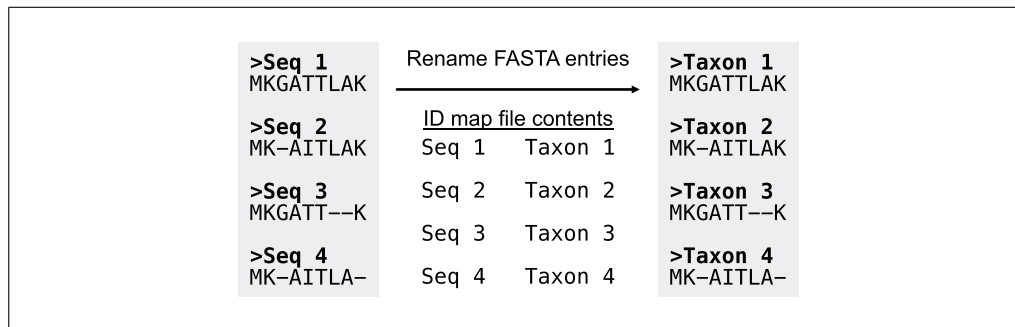 >Seq 1
MKGATTLAK
>Seq 2
MK-AITLAK
>Seq 3
MKGATT--K
>Seq 4
MK-AITLA-
Rename FASTA entries
ID map file contents
Seq 1 Taxon 1
Seq 2 Taxon 2
Seq 3 Taxon 3
Seq 4 Taxon 4
>Taxon 1
MKGATTLAK
>Taxon 2
MK-AITLAK
>Taxon 3
MKGATT--K
>Taxon 4
MK-AITLA-